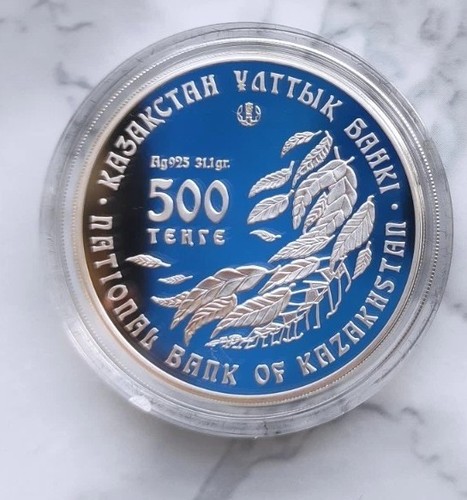 ҚАЗАҚСТАН ҰЛТТЫҚ БАНКІ
Ag925 31.1gr.
500
ТЕҢГЕ
NATIONAL BANK OF KAZAKHSTAN